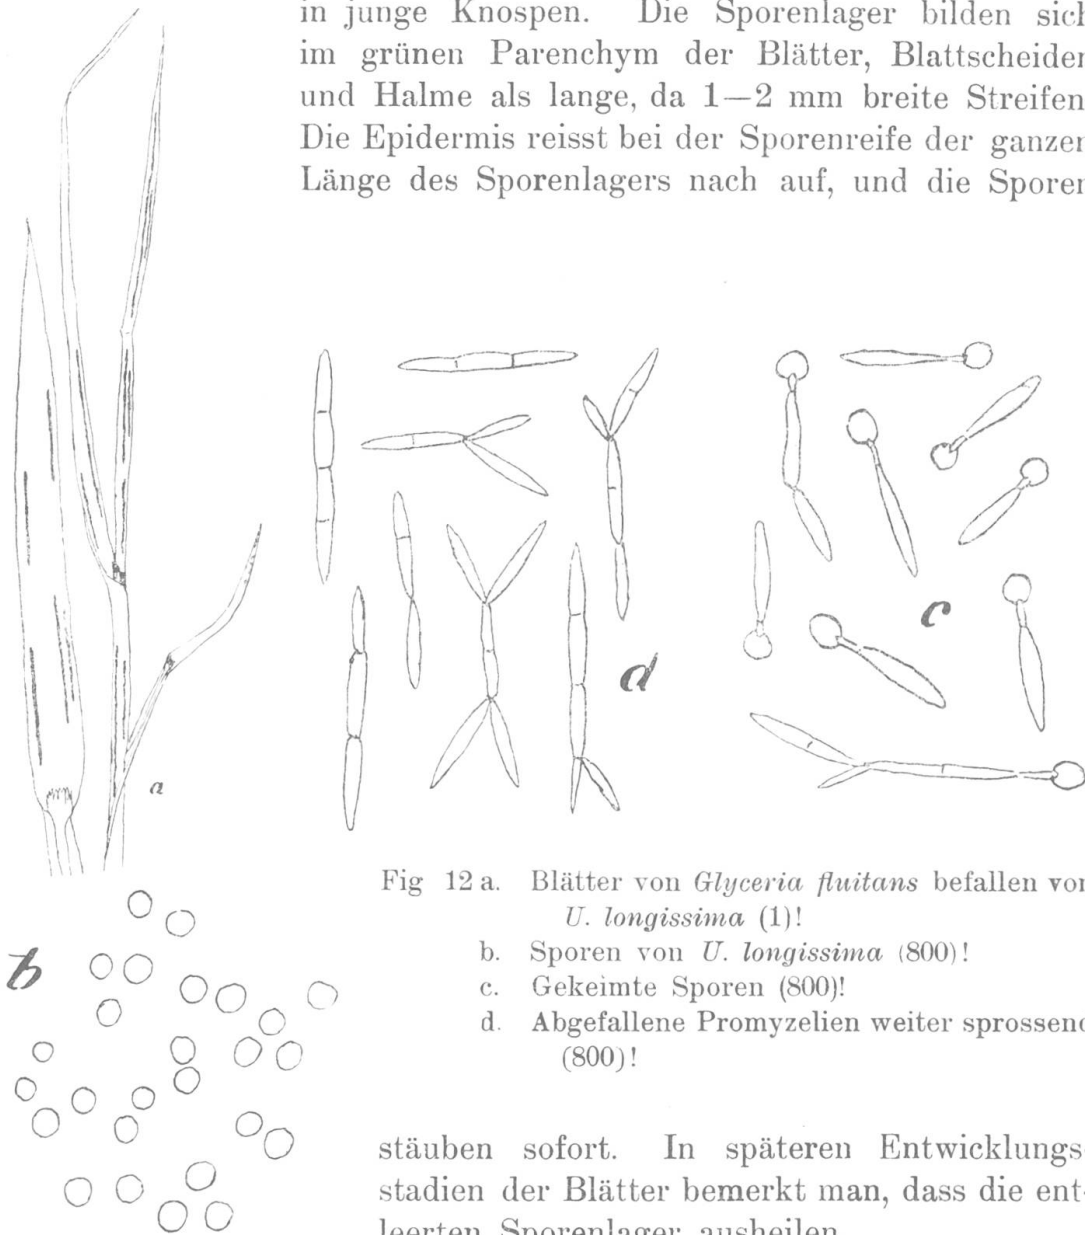 in junge Knospen. Die Sporenlager bilden sich
im grünen Parenchym der Blätter, Blattscheiden
und Halme als lange, da 1—2 mm breite Streifen
Die Epidermis reisst bei der Sporenreife der ganzen
Länge des Sporenlagers nach auf, und die Sporen
a
b
c
d
Fig 12 a. Blätter von Glyceria fluitans befallen von
U. longissima (1)!
b. Sporen von U. longissima (800)!
c. Gekeimte Sporen (800)!
d. Abgefallene Promyzelien weiter sprossend
(800)!
stäuben sofort. In späteren Entwicklungs-
stadien der Blätter bemerkt man, dass die ent-
leerten Sporenlager ausheilen